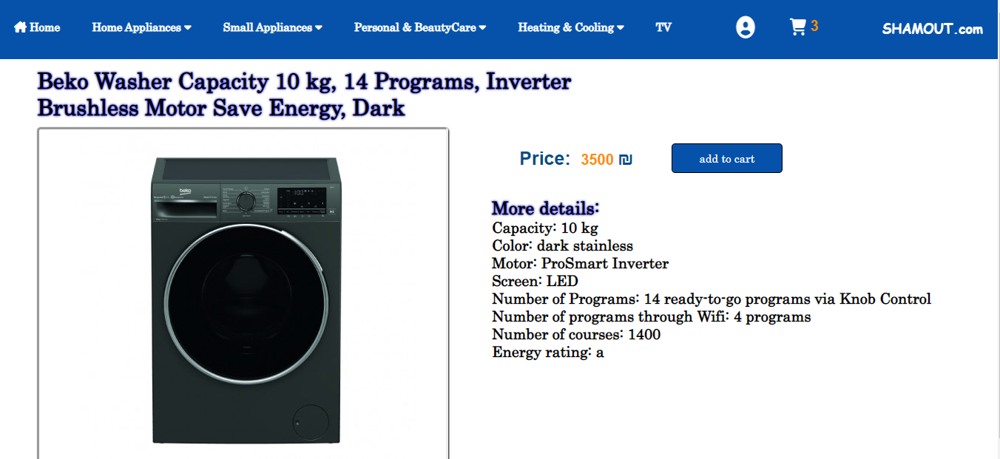 Home
Home Appliances
Small Appliances
Personal & BeautyCare
Heating & Cooling
TV
3
SHAMOUT.com
Beko Washer Capacity 10 kg, 14 Programs, Inverter
Brushless Motor Save Energy, Dark
beko
Price: 3500 ₪
add to cart
More details:
Capacity: 10 kg
Color: dark stainless
Motor: ProSmart Inverter
Screen: LED
Number of Programs: 14 ready-to-go programs via Knob Control
Number of programs through Wifi: 4 programs
Number of courses: 1400
Energy rating: a